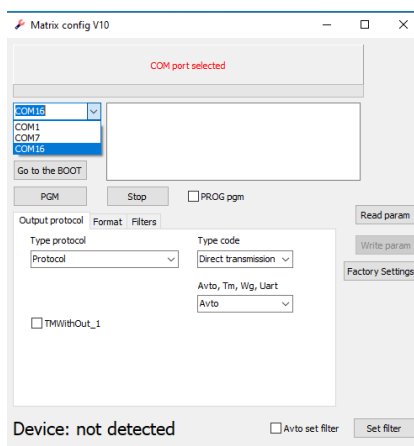 Matrix config V10
COM port selected
COM16
COM1
COM7
COM16
Go to the BOOT
PGM Stop PROG pgm
Output protocol Format Filters
Read param
Type protocol Type code
Write param
Protocol Direct transmission
Factory Settings
Avto, Tm, Wg, Uart
Avto
TMWithOut_1
Device: not detected Avto set filter Set filter